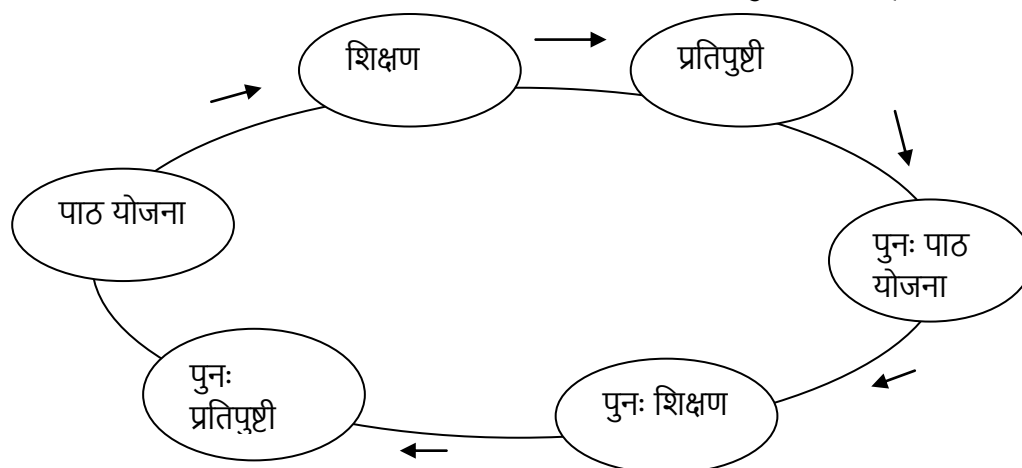 शिक्षण
प्रतिपुष्टी
पाठ योजना
पुनः पाठ
योजना
पुनः
प्रतिपुष्टी
पुनः शिक्षण